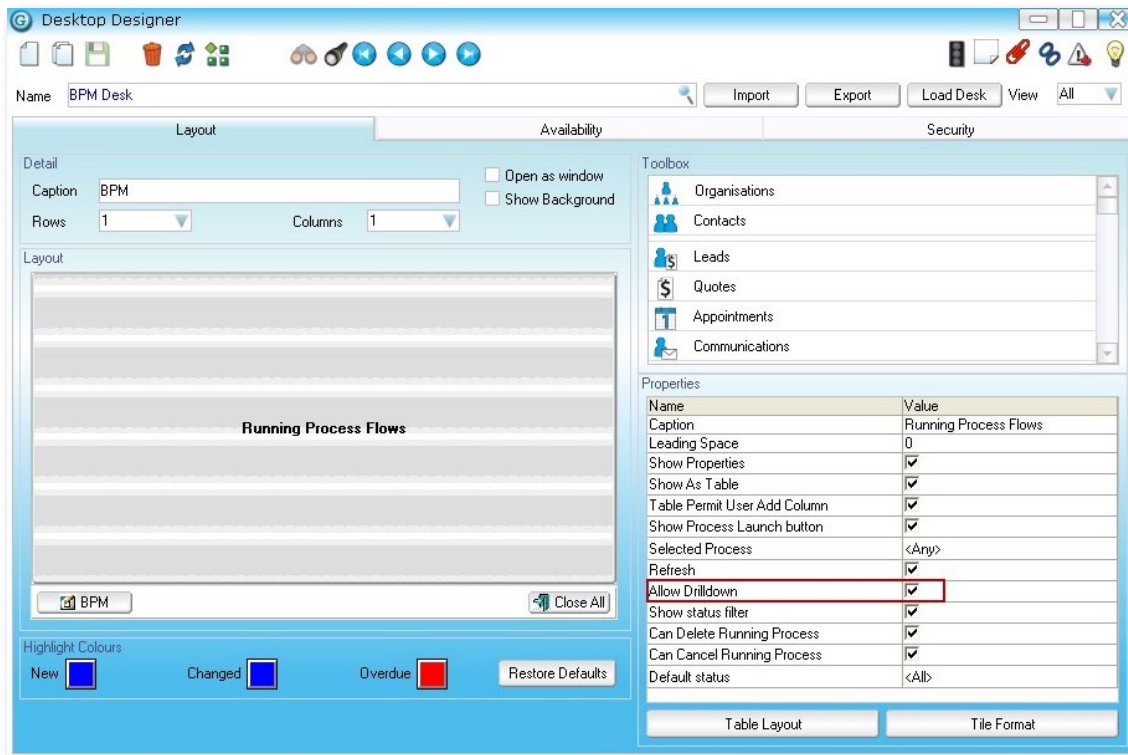 Desktop Designer
Name BPM Desk Import Export Load Desk View All
Layout Availability Security
Detail
Caption BPM
Open as window
Show Background
Rows 1 Columns 1
Layout
Running Process Flows
BPM Close All
Highlight Colours
New Changed Overdue Restore Defaults
Toolbox
Organisations
Contacts
Leads
Quotes
Appointments
Communications
Properties
Name Value
Caption Running Process Flows
Leading Space 0
Show Properties
Show As Table
Table Permit User Add Column
Show Process Launch button
Selected Process <Any>
Refresh
Allow Drilldown
Show status filter
Can Delete Running Process
Can Cancel Running Process
Default status <All>
Table Layout Tile Format